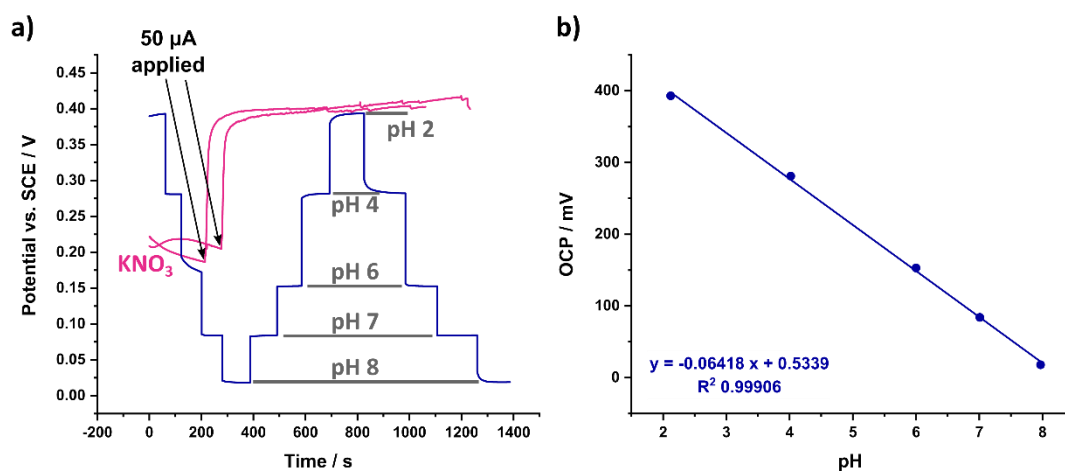 a)
50 µA
applied
0.45
0.40
0.35
0.30
0.25
0.20
0.15
0.10
0.05
0.00
Potential vs. SCE / V
KNO₃
pH 2
pH 4
pH 6
pH 7
pH 8
-200 0 200 400 600 800 1000 1200 1400
Time / s
b)
400
300
200
100
0
OCP / mV
y = -0.06418 x + 0.5339
R² 0.99906
2 3 4 5 6 7 8
pH